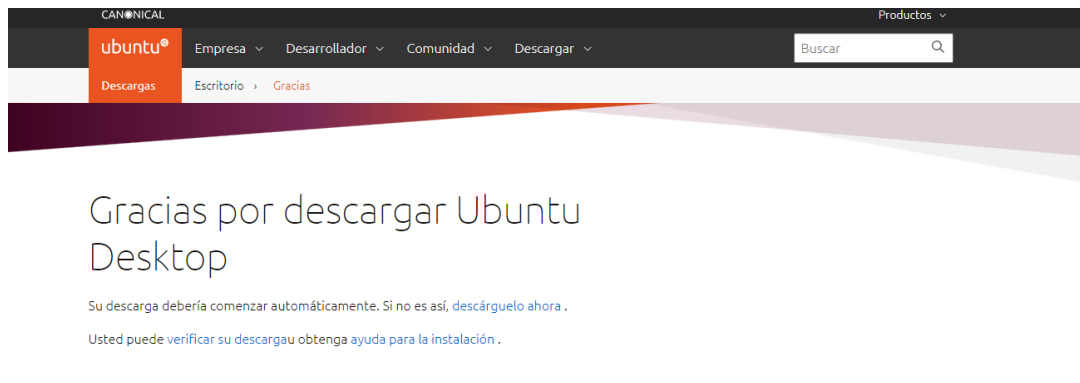 CANONICAL
Productos
ubuntu
Empresa
Desarrollador
Comunidad
Descargar
Buscar
Descargas
Escritorio › Gracias
Gracias por descargar Ubuntu
Desktop
Su descarga debería comenzar automáticamente. Si no es así, descárguelo ahora .
Usted puede verificar su descargau obtenga ayuda para la instalación .